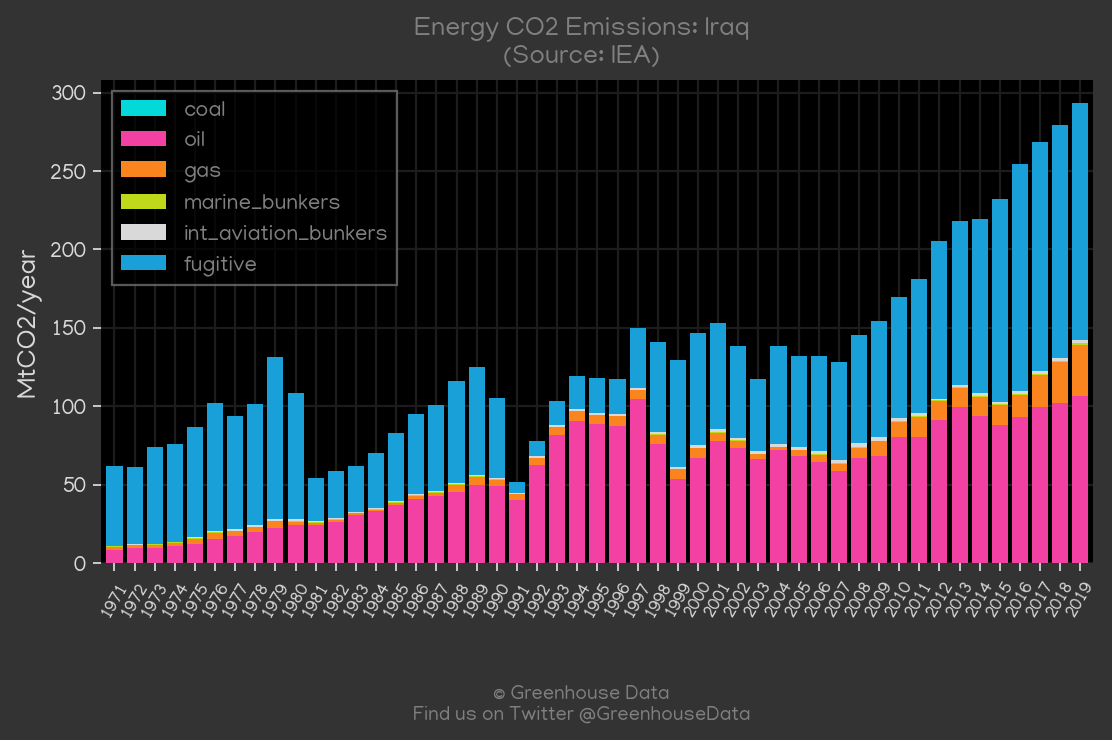 Energy CO2 Emissions: Iraq
(Source: IEA)
MtCO2/year
300
250
200
150
100
50
0
coal
oil
gas
marine_bunkers
int_aviation_bunkers
fugitive
1971 1972 1973 1974 1975 1976 1977 1978 1979 1980 1981 1982 1983 1984 1985 1986 1987 1988 1989 1990 1991 1992 1993 1994 1995 1996 1997 1998 1999 2000 2001 2002 2003 2004 2005 2006 2007 2008 2009 2010 2011 2012 2013 2014 2015 2016 2017 2018 2019
© Greenhouse Data
Find us on Twitter @GreenhouseData